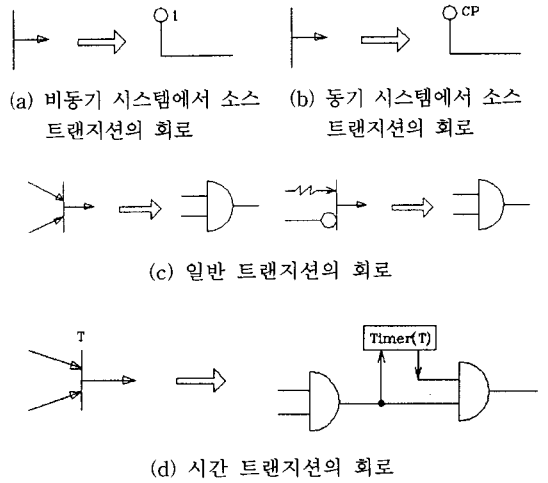 1
CP
(a) 비동기 시스템에서 소스
트랜지션의 회로
(b) 동기 시스템에서 소스
트랜지션의 회로
(c) 일반 트랜지션의 회로
T
Timer(T)
(d) 시간 트랜지션의 회로